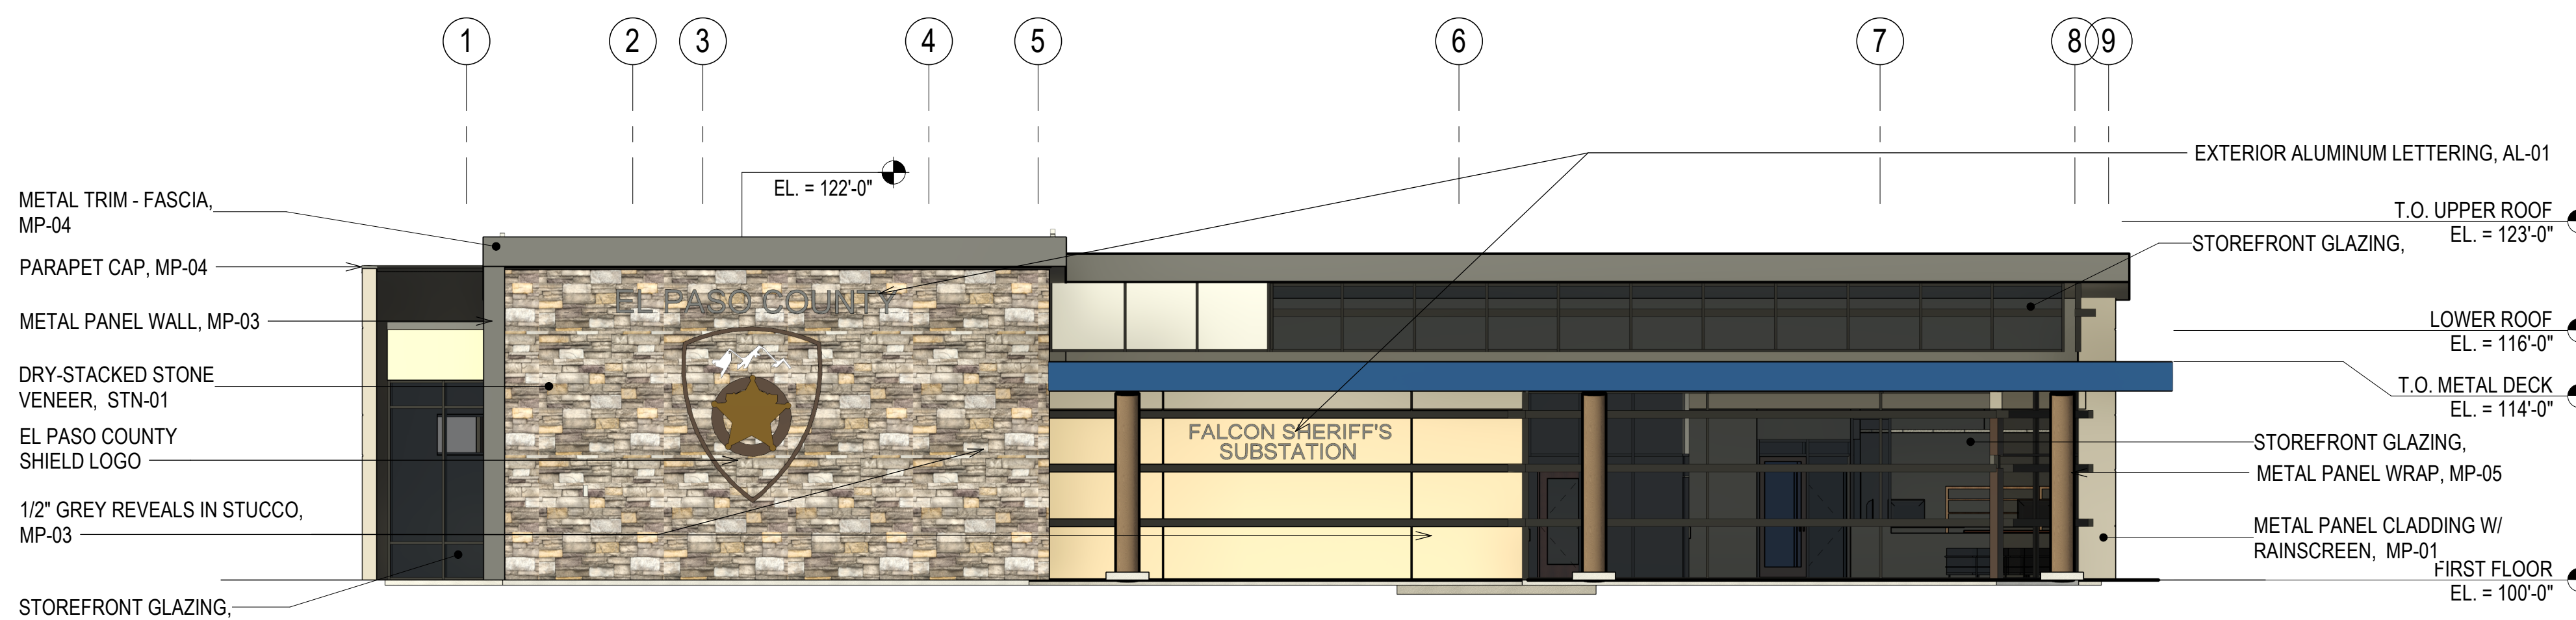 1 2 3 4 5 6 7 8 9
EXTERIOR ALUMINUM LETTERING, AL-01
EL. = 122'-0"
METAL TRIM - FASCIA,
MP-04
PARAPET CAP, MP-04
METAL PANEL WALL, MP-03
DRY-STACKED STONE
VENEER, STN-01
EL PASO COUNTY
SHIELD LOGO
1/2" GREY REVEALS IN STUCCO,
MP-03
STOREFRONT GLAZING,
EL PASO COUNTY
FALCON SHERIFF'S
SUBSTATION
T.O. UPPER ROOF
EL. = 123'-0"
STOREFRONT GLAZING,
LOWER ROOF
EL. = 116'-0"
T.O. METAL DECK
EL. = 114'-0"
STOREFRONT GLAZING,
METAL PANEL WRAP, MP-05
METAL PANEL CLADDING W/
RAINSCREEN, MP-01
FIRST FLOOR
EL. = 100'-0"